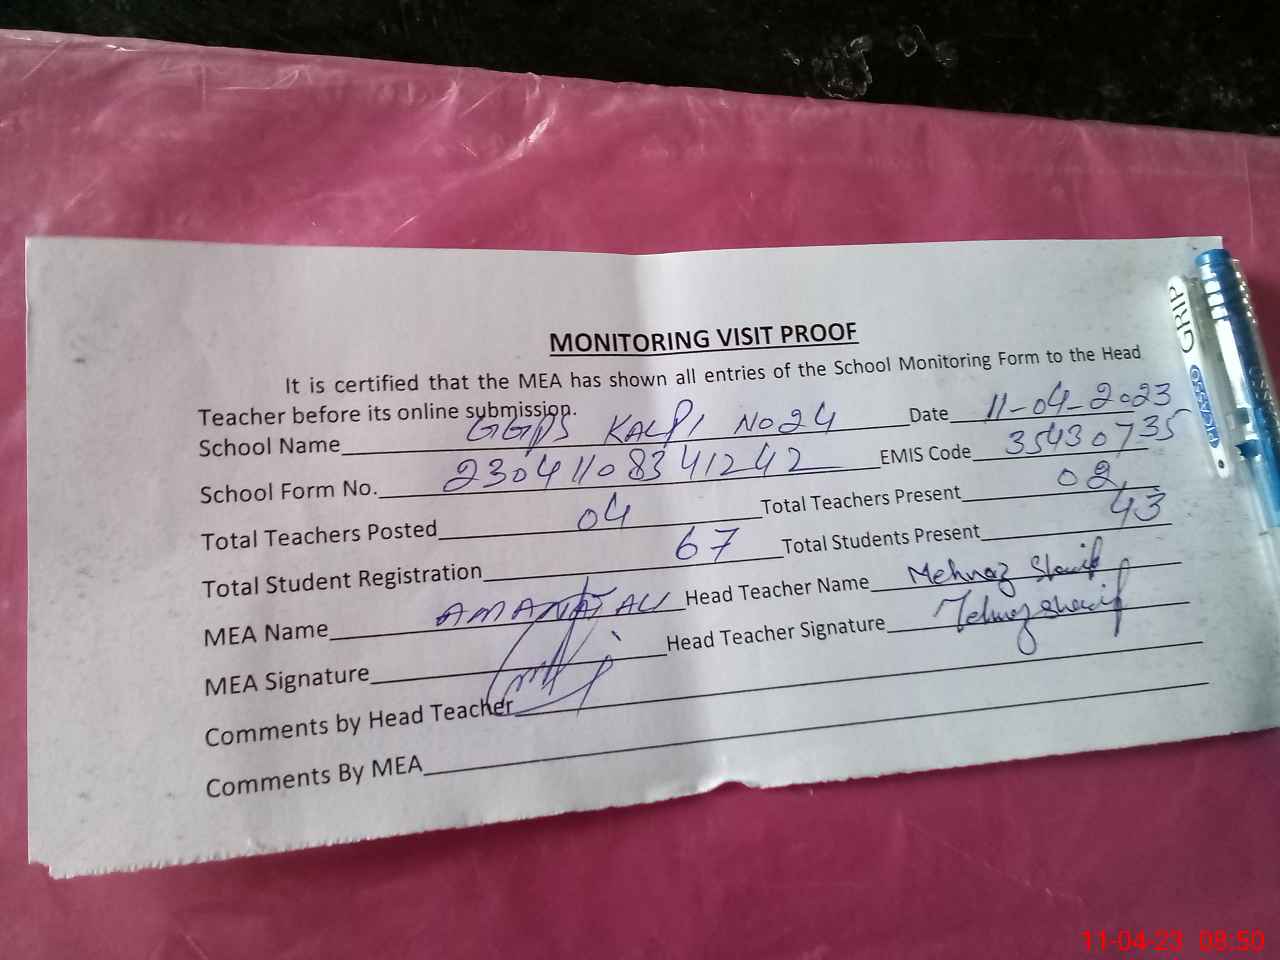 MONITORING VISIT PROOF
It is certified that the MEA has shown all entries of the School Monitoring Form to the Head
Teacher before its online submission.
School Name GGPS KALPI NO 24 Date 11-04-2023
School Form No. 23041108341242 EMIS Code 35430735
Total Teachers Posted 04 Total Teachers Present 02
Total Student Registration 67 Total Students Present 43
MEA Name AMANAT ALI Head Teacher Name Mehnaz Sharif
MEA Signature Head Teacher Signature Mehnaz Sharif
Comments by Head Teacher
Comments By MEA
GRIP
11-04-23 08:50